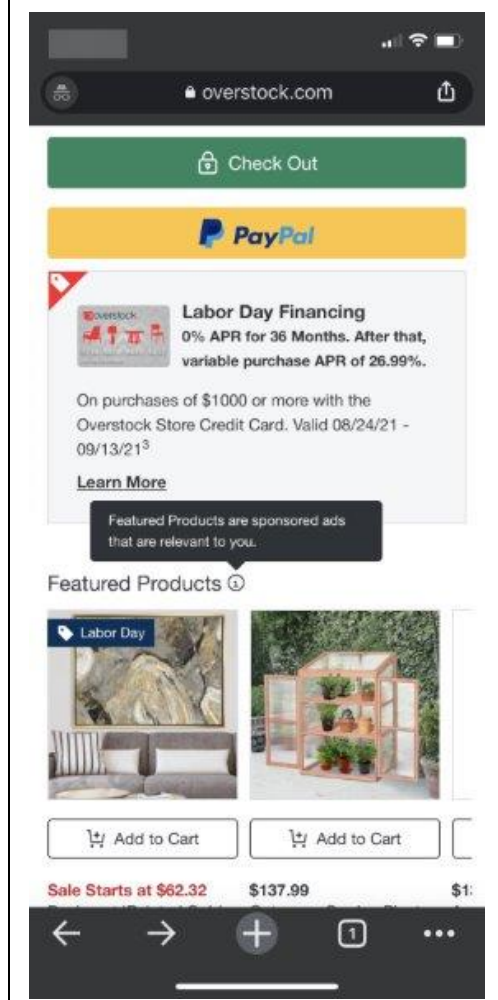 overstock.com
Check Out
PayPal
overstock
Labor Day Financing
0% APR for 36 Months. After that,
variable purchase APR of 26.99%.
On purchases of $1000 or more with the
Overstock Store Credit Card. Valid 08/24/21 -
09/13/21³
Learn More
Featured Products are sponsored ads
that are relevant to you.
Featured Products
Labor Day
Add to Cart
Add to Cart
Sale Starts at $62.32
$137.99
1